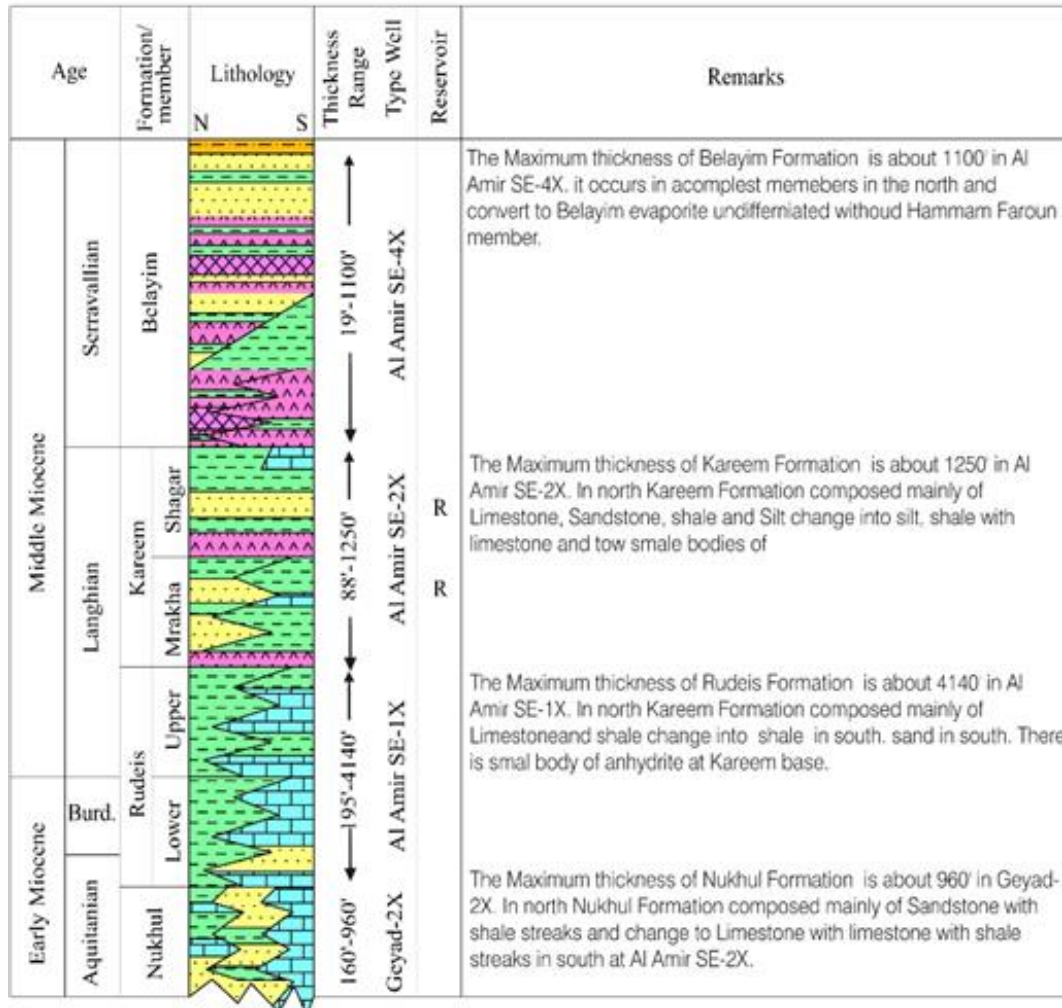 Age
Formation/
member
Lithology
N S
Thickness
Range
Type Well
Reservoir
Remarks
Middle Miocene
Serravallian
Belayim
19'-1100'
Al Amir SE-4X
The Maximum thickness of Belayim Formation is about 1100' in Al
Amir SE-4X. it occurs in acomplest memebers in the north and
convert to Belayim evaporite undifferniated withoud Hammam Faroun
member.
Langhian
Kareem
Shagar
Mrakha
88'-1250'
Al Amir SE-2X
R
R
The Maximum thickness of Kareem Formation is about 1250' in Al
Amir SE-2X. In north Kareem Formation composed mainly of
Limestone, Sandstone, shale and Silt change into silt, shale with
limestone and tow smale bodies of
Rudeis
Upper
Lower
195'-4140'
Al Amir SE-1X
The Maximum thickness of Rudeis Formation is about 4140' in Al
Amir SE-1X. In north Kareem Formation composed mainly of
Limestoneand shale change into shale in south. sand in south. There
is smal body of anhydrite at Kareem base.
Early Miocene
Burd.
Aquitanian
Nukhul
160'-960'
Geyad-2X
The Maximum thickness of Nukhul Formation is about 960' in Geyad-
2X. In north Nukhul Formation composed mainly of Sandstone with
shale streaks and change to Limestone with limestone with shale
streaks in south at Al Amir SE-2X.